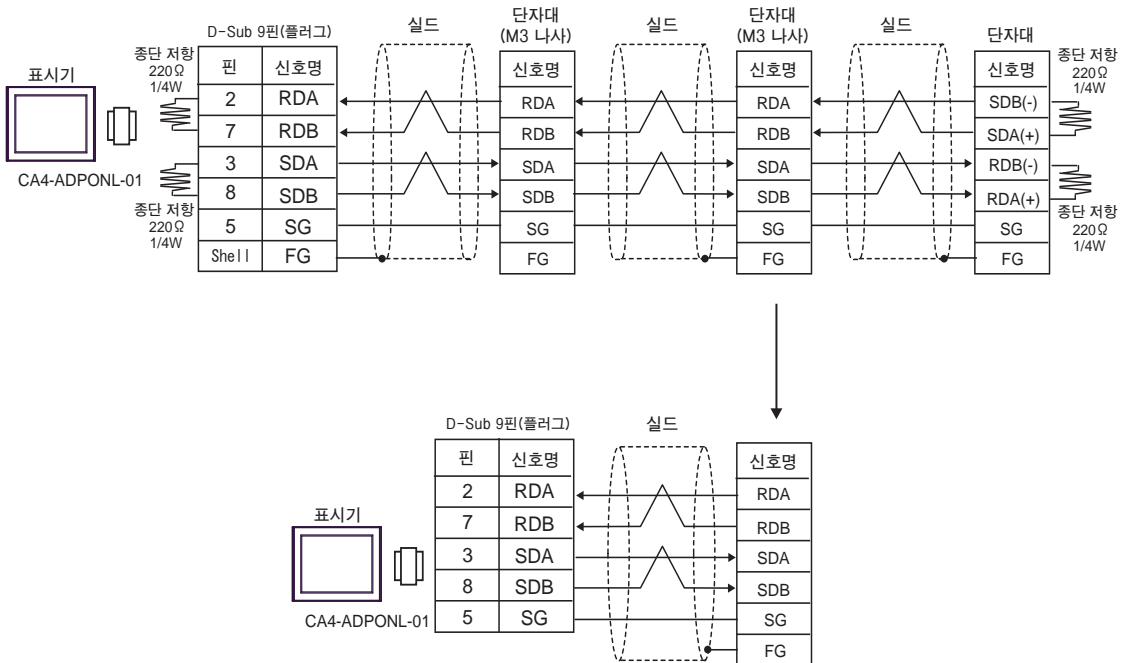 D-Sub 9핀(플러그)
실드
단자대
(M3 나사)
실드
단자대
(M3 나사)
실드
단자대
종단 저항
220Ω
1/4W
종단 저항
220Ω
1/4W
표시기
CA4-ADPONL-01
종단 저항
220Ω
1/4W
종단 저항
220Ω
1/4W
핀 신호명 신호명 신호명 신호명
2 RDA RDA RDA SDB(-)
7 RDB RDB RDB SDA(+)
3 SDA SDA SDA RDB(-)
8 SDB SDB SDB RDA(+)
5 SG SG SG SG
Shell FG FG FG FG
D-Sub 9핀(플러그)
실드
표시기
CA4-ADPONL-01
핀 신호명 신호명
2 RDA RDA
7 RDB RDB
3 SDA SDA
8 SDB SDB
5 SG SG
FG